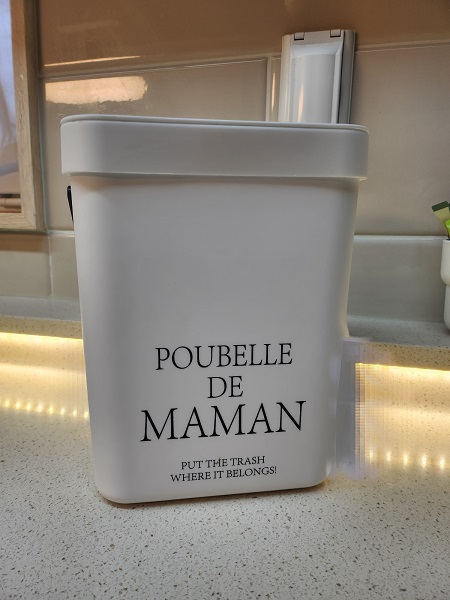 POUBELLE
DE
MAMAN
PUT THE TRASH
WHERE IT BELONGS!